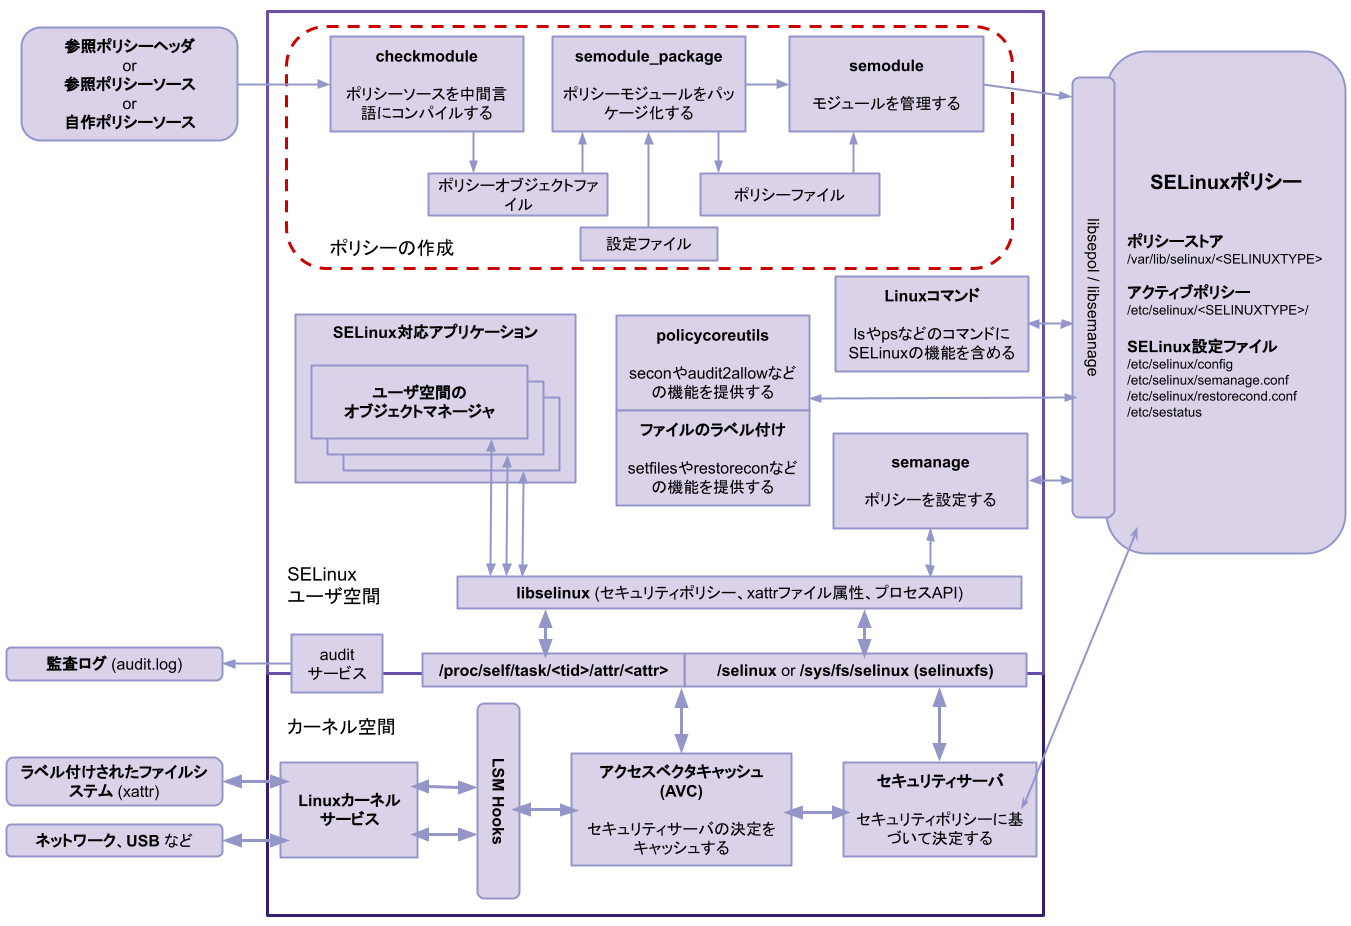 参照ポリシーヘッダ
or
参照ポリシーソース
or
自作ポリシーソース
checkmodule
ポリシーソースを中間言
語にコンパイルする
semodule_package
ポリシーモジュールをパッ
ケージ化する
semodule
モジュールを管理する
ポリシーオブジェクトファ
イル
ポリシーファイル
設定ファイル
ポリシーの作成
libsepol / libsemanage
SELinuxポリシー
ポリシーストア
/var/lib/selinux/<SELINUXTYPE>
アクティブポリシー
/etc/selinux/<SELINUXTYPE>/
SELinux設定ファイル
/etc/selinux/config
/etc/selinux/semanage.conf
/etc/selinux/restorecond.conf
/etc/sestatus
Linuxコマンド
lsやpsなどのコマンドに
SELinuxの機能を含める
SELinux対応アプリケーション
ユーザ空間の
オブジェクトマネージャ
policycoreutils
seconやaudit2allowなど
の機能を提供する
ファイルのラベル付け
setfilesやrestoreconなど
の機能を提供する
semanage
ポリシーを設定する
SELinux
ユーザ空間
libselinux (セキュリティポリシー、xattrファイル属性、プロセスAPI)
監査ログ (audit.log)
audit
サービス
/proc/self/task/<tid>/attr/<attr>
/selinux or /sys/fs/selinux (selinuxfs)
カーネル空間
ラベル付けされたファイルシ
ステム (xattr)
ネットワーク、USB など
Linuxカーネル
サービス
LSM Hooks
アクセスベクタキャッシュ
(AVC)
セキュリティサーバの決定を
キャッシュする
セキュリティサーバ
セキュリティポリシーに基
づいて決定する